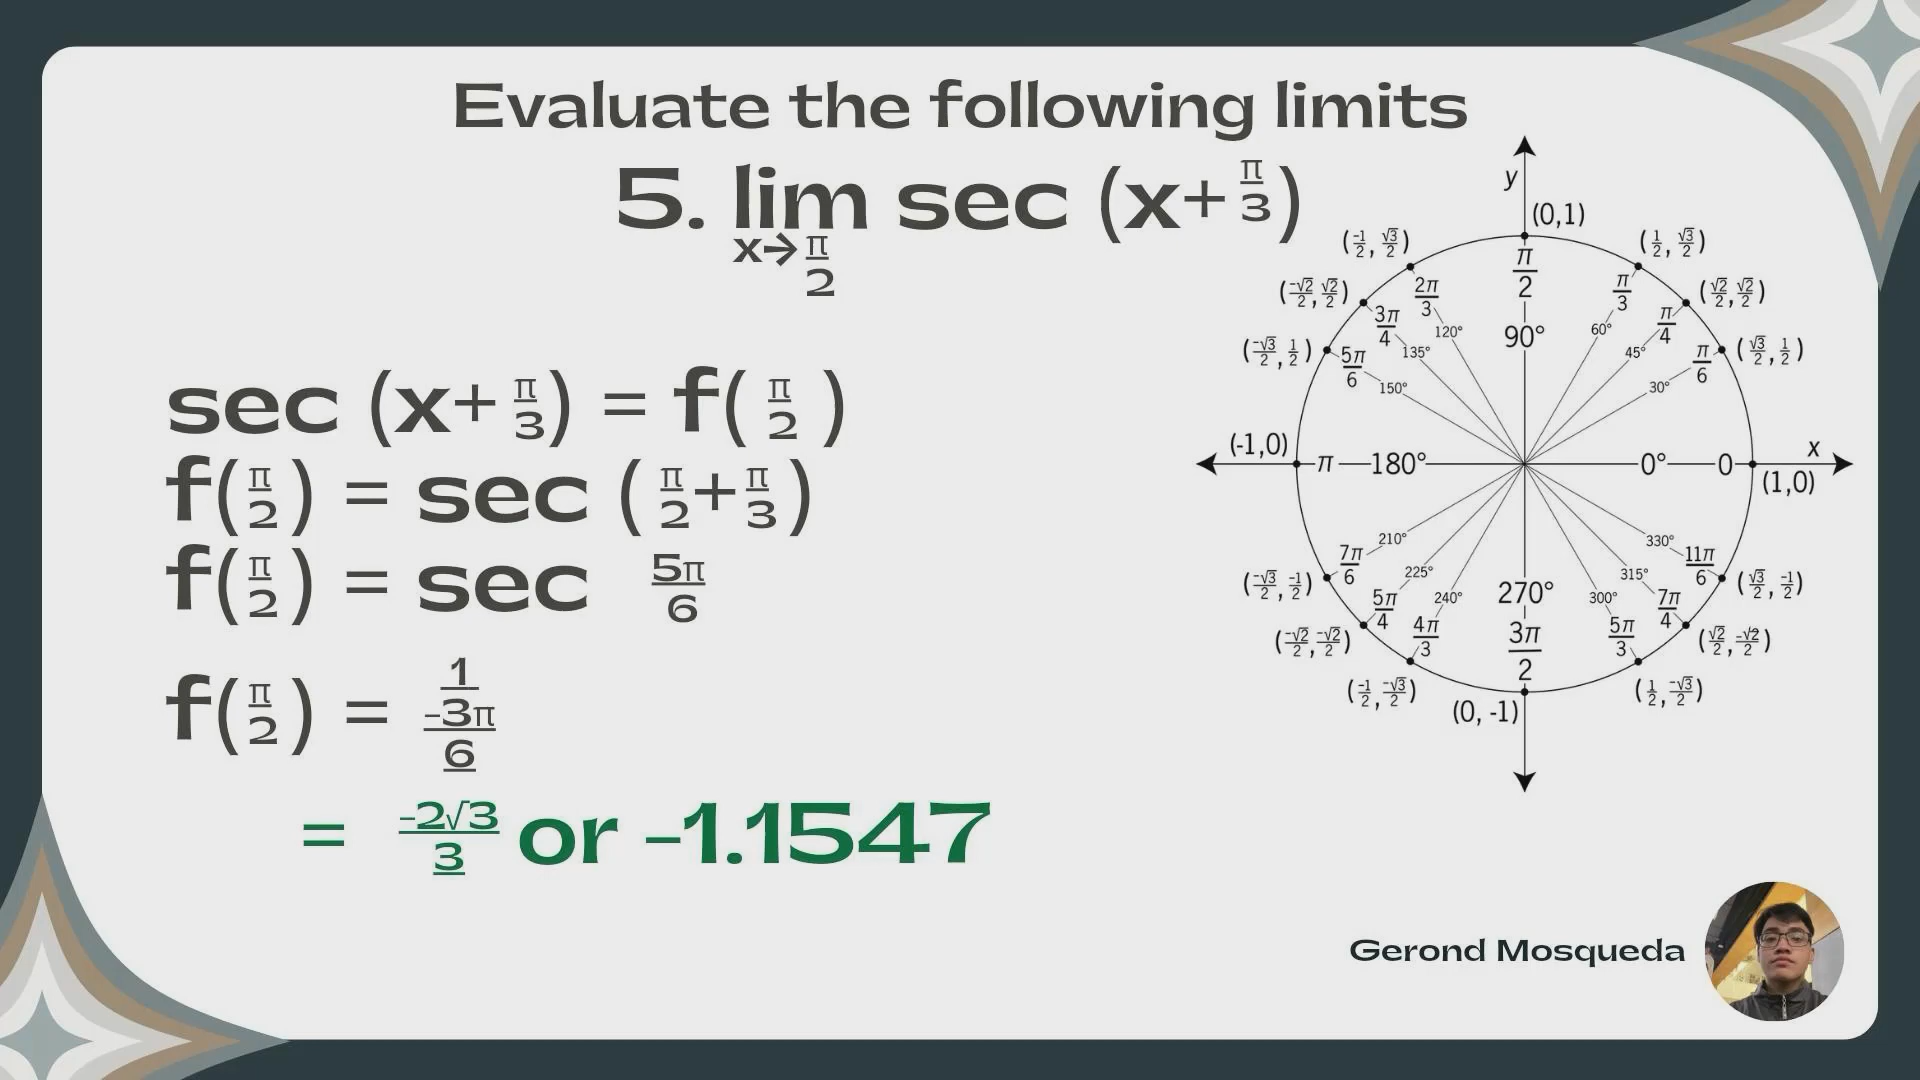 Evaluate the following limits
5. lim sec (x+π/3)
x→π/2
sec (x+π/3) = f(π/2)
f(π/2) = sec (π/2+π/3)
f(π/2) = sec 5π/6
f(π/2) = 1/-3π/6
= -2√3/3 or -1.1547
y
(0,1)
(-1/2, √3/2)
(1/2, √3/2)
(-√2/2, √2/2)
(√2/2, √2/2)
(-√3/2, 1/2)
(√3/2, 1/2)
π/2
2π/3
π/3
3π/4
π/4
5π/6
π/6
90°
120°
60°
135°
45°
150°
30°
(-1,0)
π
180°
0°
0
x
(1,0)
210°
330°
7π/6
11π/6
225°
315°
(-√3/2, -1/2)
(√3/2, -1/2)
5π/4
240°
270°
300°
7π/4
4π/3
3π/2
5π/3
(-√2/2, -√2/2)
(√2/2, -√2/2)
(-1/2, -√3/2)
(0, -1)
(1/2, -√3/2)
Gerond Mosqueda